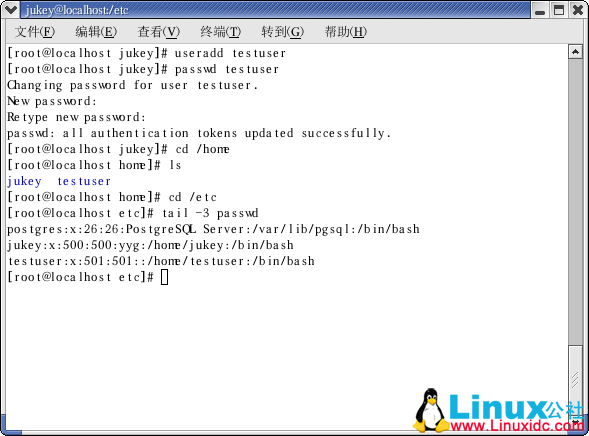 jukey@localhost:/etc
文件(F) 编辑(E) 查看(V) 终端(T) 转到(G) 帮助(H)
[root@localhost jukey]# useradd testuser
[root@localhost jukey]# passwd testuser
Changing password for user testuser.
New password:
Retype new password:
passwd: all authentication tokens updated successfully.
[root@localhost jukey]# cd /home
[root@localhost home]# ls
jukey testuser
[root@localhost home]# cd /etc
[root@localhost etc]# tail -3 passwd
postgres:x:26:26:PostgreSQL Server:/var/lib/pgsql:/bin/bash
jukey:x:500:500:yyg:/home/jukey:/bin/bash
testuser:x:501:501::/home/testuser:/bin/bash
[root@localhost etc]#
Linux公社
www.Linuxidc.com